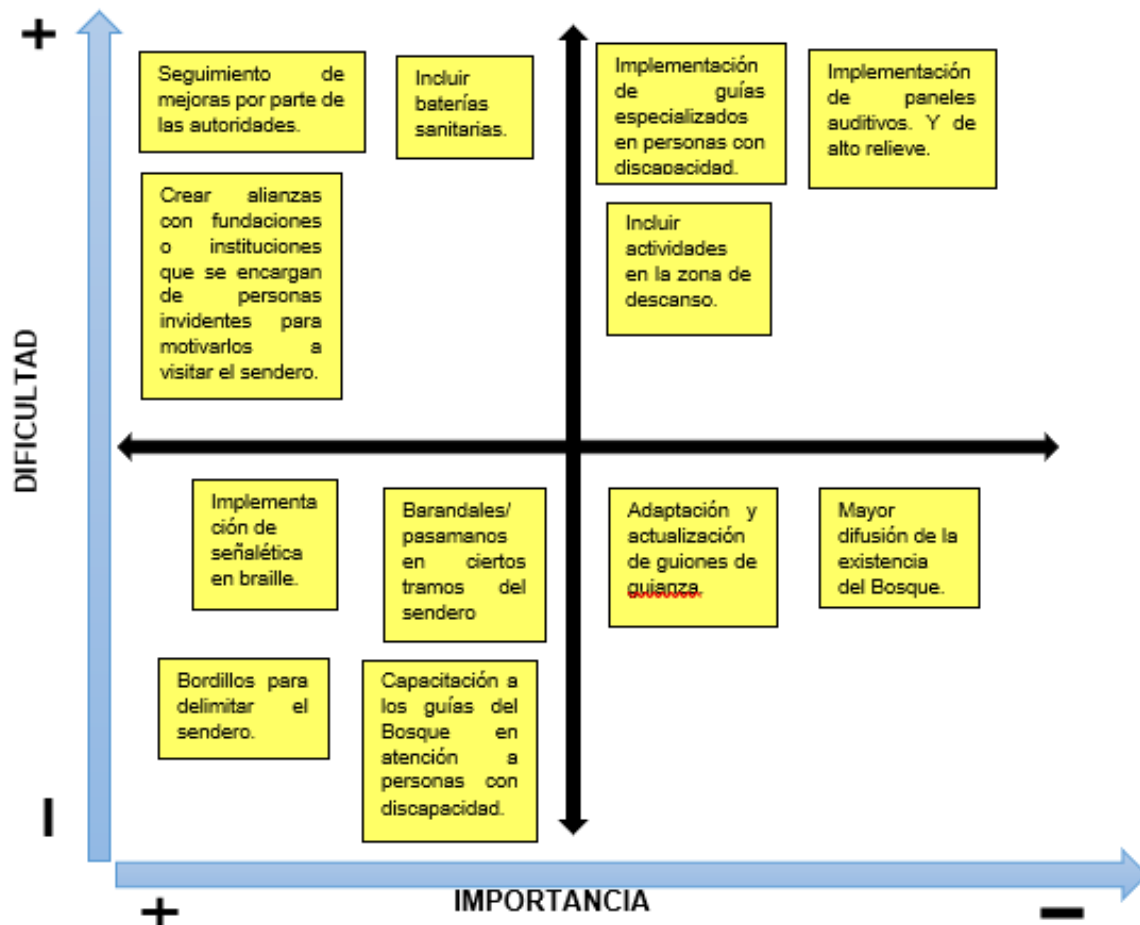 +
Seguimiento de
mejoras por parte de
las autoridades.
Incluir
baterías
sanitarias.
Implementación
de guías
especializados
en personas con
discapacidad.
Implementación
de paneles
auditivos. Y de
alto relieve.
Crear alianzas
con fundaciones
o instituciones
que se encargan
de personas
invidentes para
motivarlos a
visitar el sendero.
Incluir
actividades
en la zona de
descanso.
DIFICULTAD
Implementa
ción de
señalética
en braille.
Barandales/
pasamanos
en ciertos
tramos del
sendero
Adaptación y
actualización
de guiones de
guianza.
Mayor
difusión de la
existencia
del Bosque.
Bordillos para
delimitar el
sendero.
Capacitación a
los guías del
Bosque en
atención a
personas con
discapacidad.
–
IMPORTANCIA
+
–